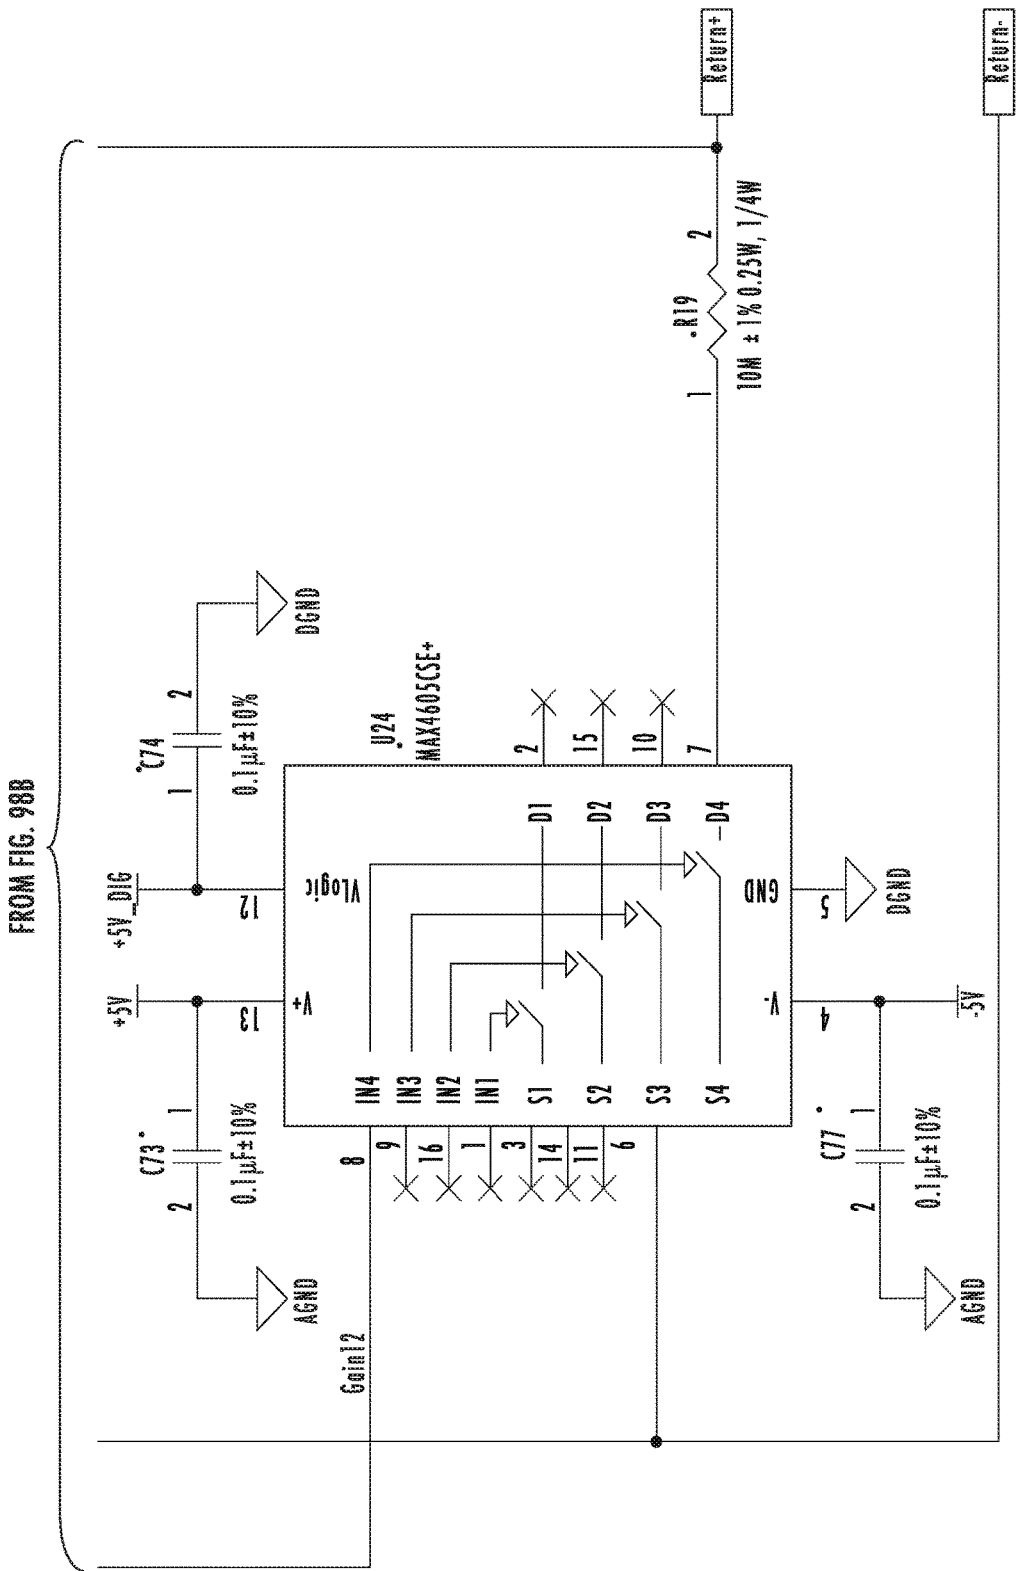 FROM FIG. 98B
Return+
Return-
2
.R19
1
10M ±1% 0.25W, 1/4W
DGND
2
C74
1
0.1µF±10%
+5V_DIG
12
VLogic
U24
MAX4605CSE+
2
15
10
7
D1
D2
D3
D4
+5V
13
V+
GND
5
DGND
V-
4
-5V
IN4
IN3
IN2
IN1
S1
S2
S3
S4
8
9
16
1
3
14
11
6
1
C73
2
0.1µF±10%
AGND
1
C77
2
0.1µF±10%
AGND
Gain12